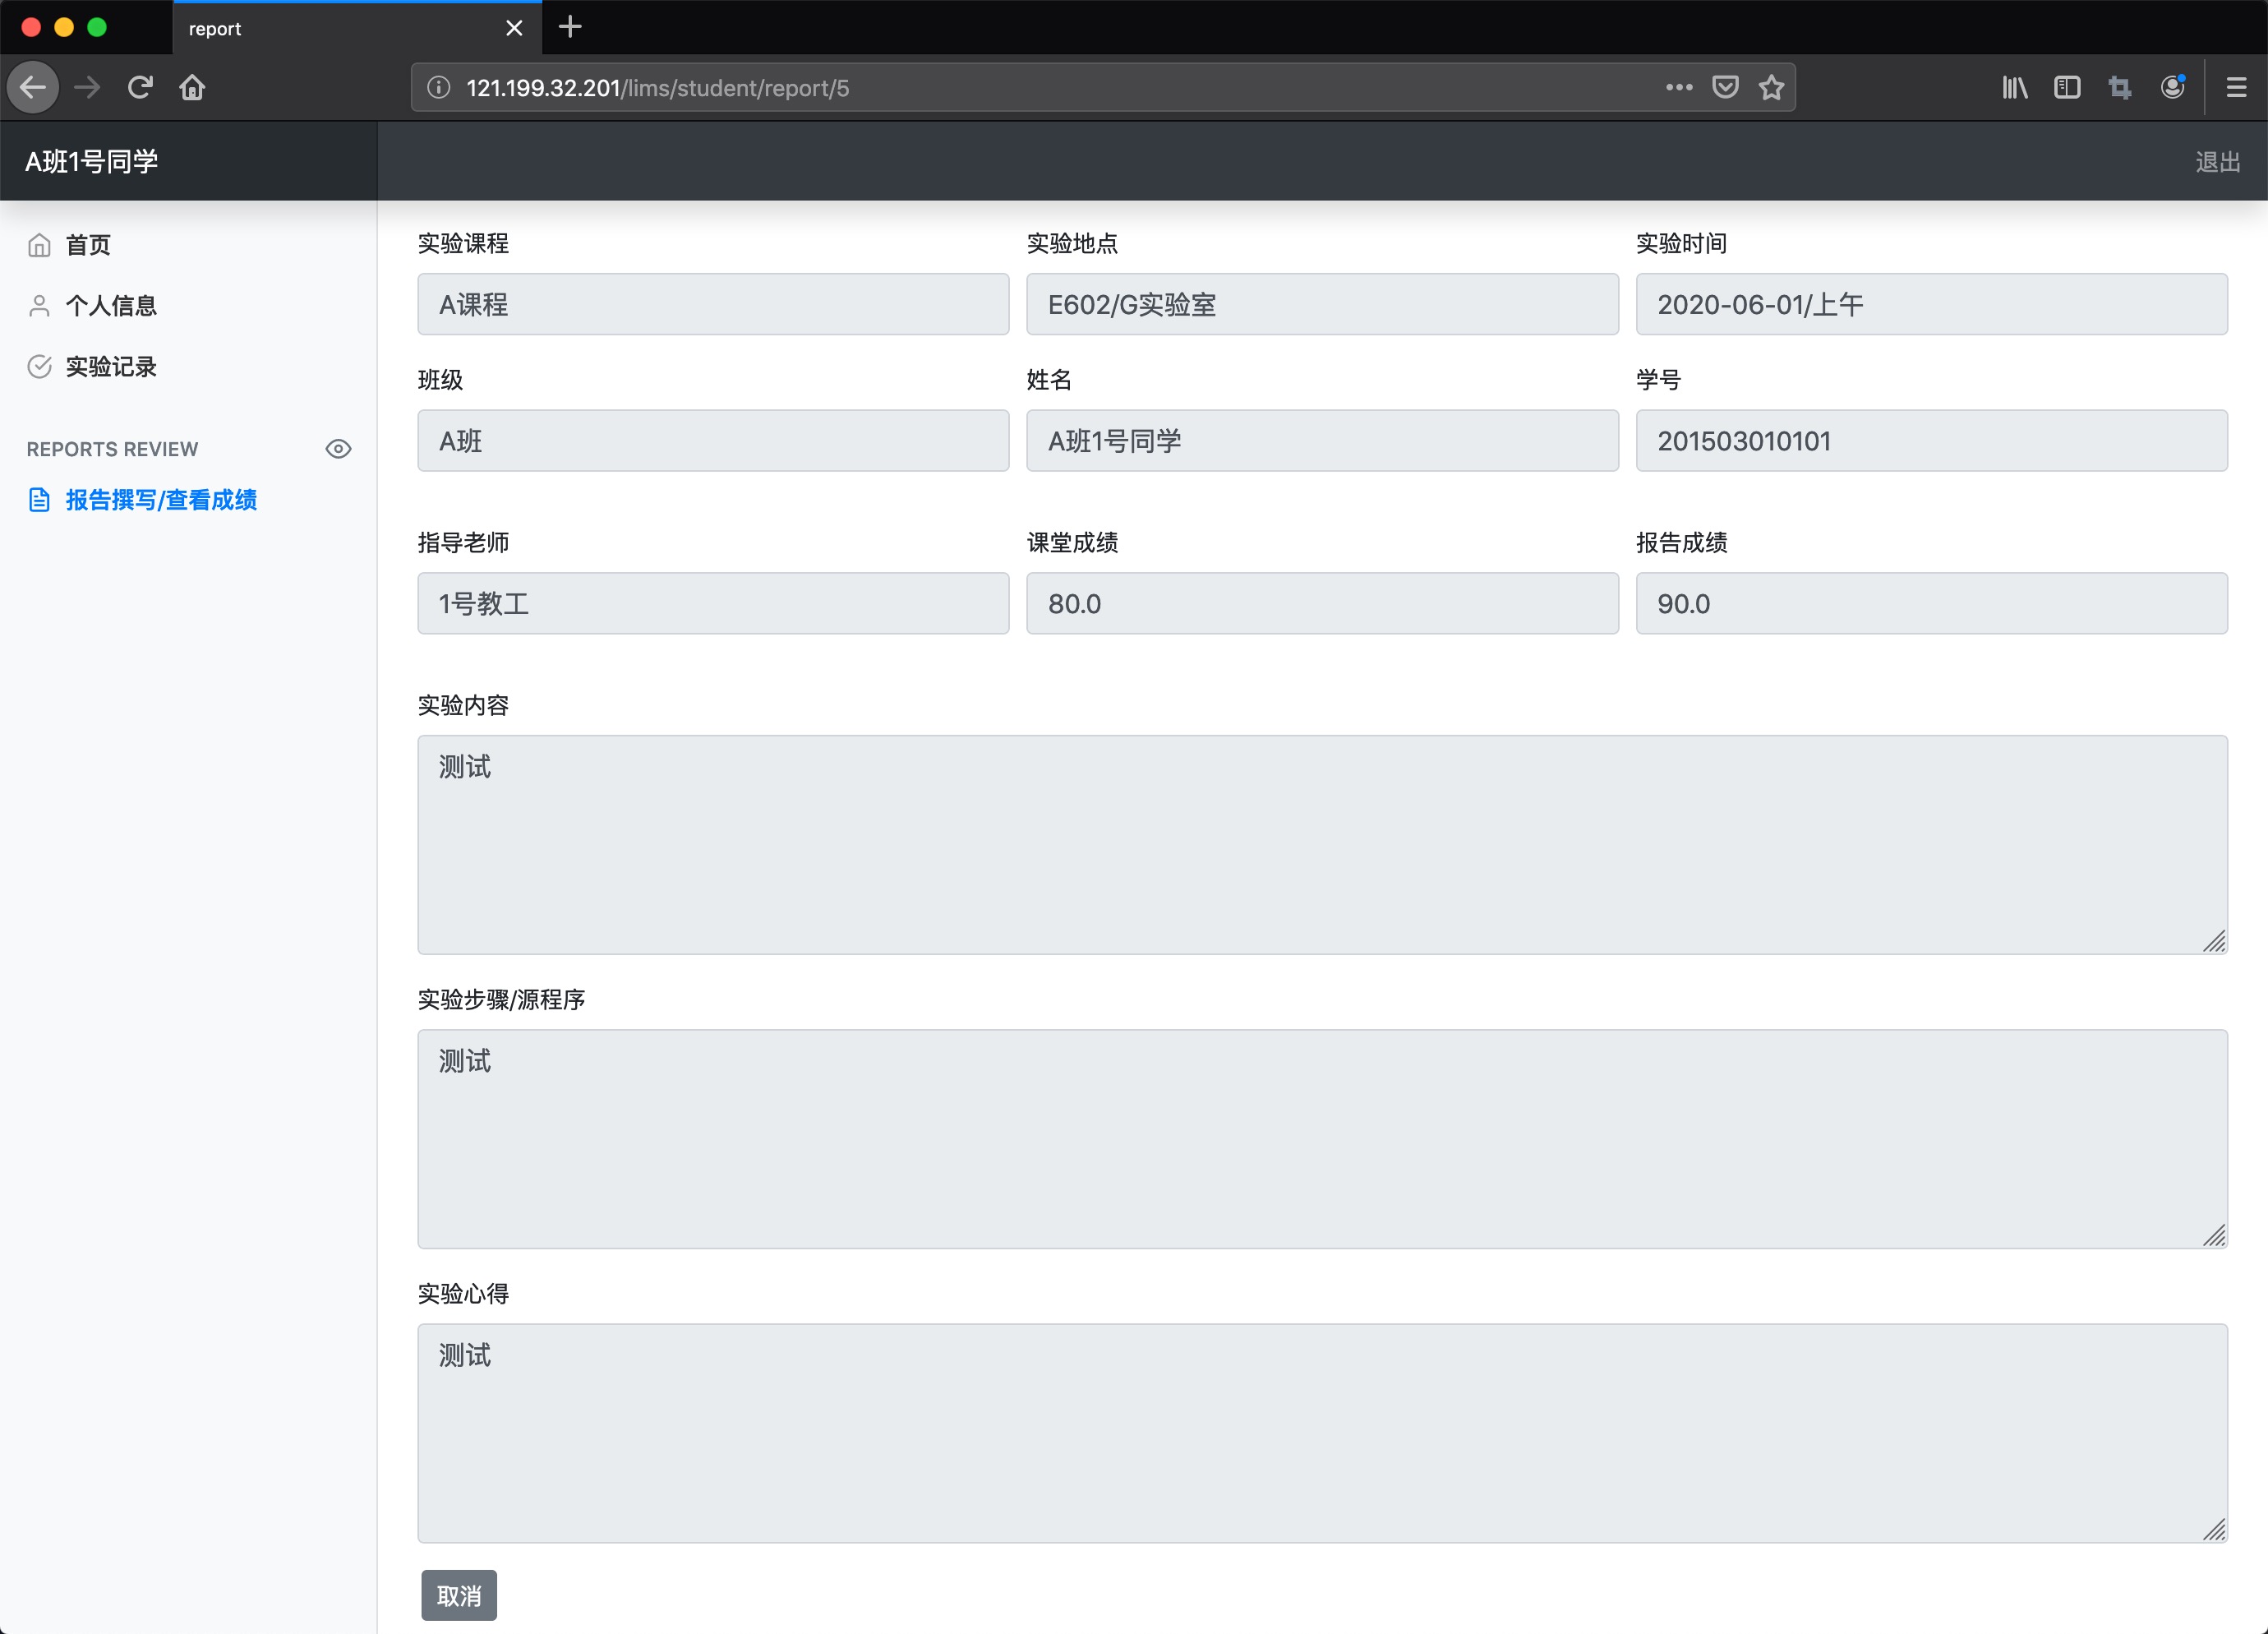 report
121.199.32.201/lims/student/report/5
A班1号同学
退出
首页
个人信息
实验记录
REPORTS REVIEW
报告撰写/查看成绩
实验课程
实验地点
实验时间
A课程
E602/G实验室
2020-06-01/上午
班级
姓名
学号
A班
A班1号同学
201503010101
指导老师
课堂成绩
报告成绩
1号教工
80.0
90.0
实验内容
测试
实验步骤/源程序
测试
实验心得
测试
取消